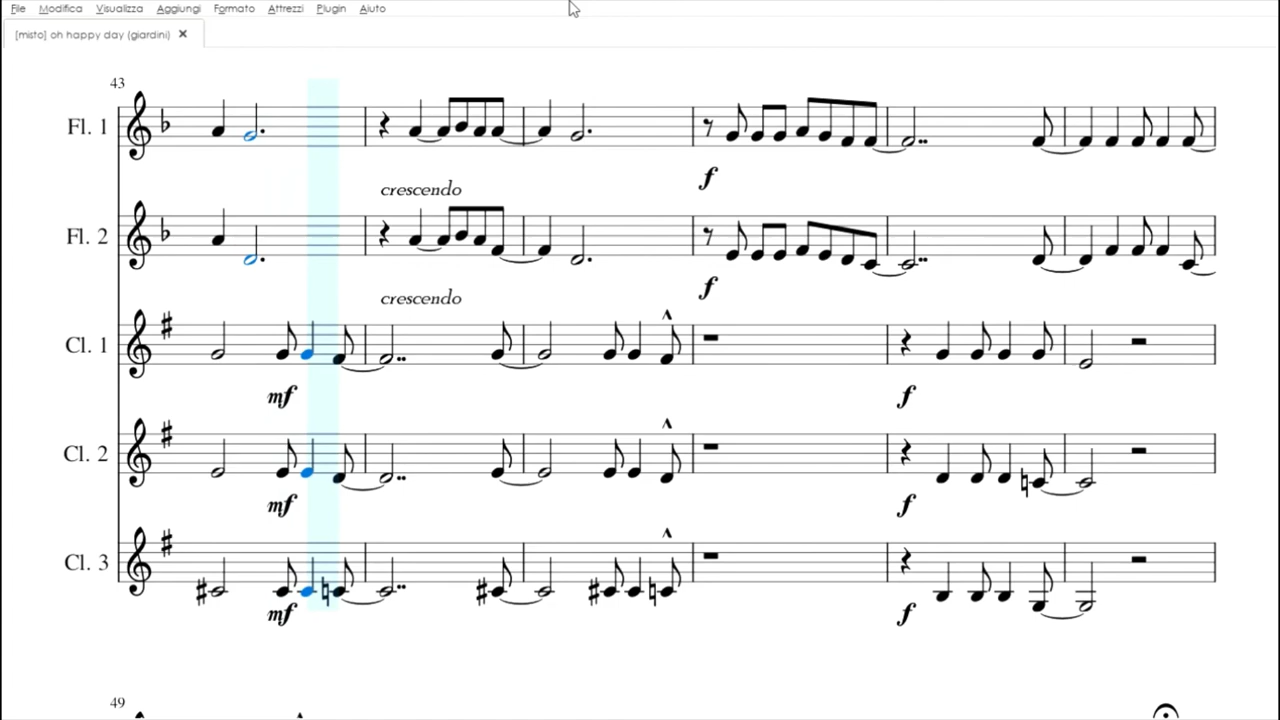 File Modifica Visualizza Aggiungi Formato Attrezzi Plugin Aiuto
[misto] oh happy day (giardini) ✕
43
Fl. 1
f
crescendo
Fl. 2
f
crescendo
Cl. 1
mf
f
Cl. 2
mf
f
Cl. 3
mf
f
49